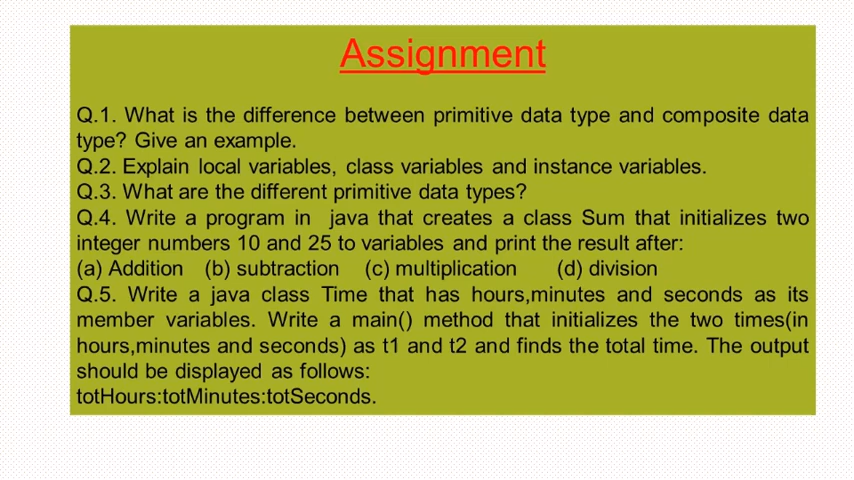 Assignment
Q.1. What is the difference between primitive data type and composite data
type? Give an example.
Q.2. Explain local variables, class variables and instance variables.
Q.3. What are the different primitive data types?
Q.4. Write a program in java that creates a class Sum that initializes two
integer numbers 10 and 25 to variables and print the result after:
(a) Addition (b) subtraction (c) multiplication (d) division
Q.5. Write a java class Time that has hours,minutes and seconds as its
member variables. Write a main() method that initializes the two times(in
hours,minutes and seconds) as t1 and t2 and finds the total time. The output
should be displayed as follows:
totHours:totMinutes:totSeconds.